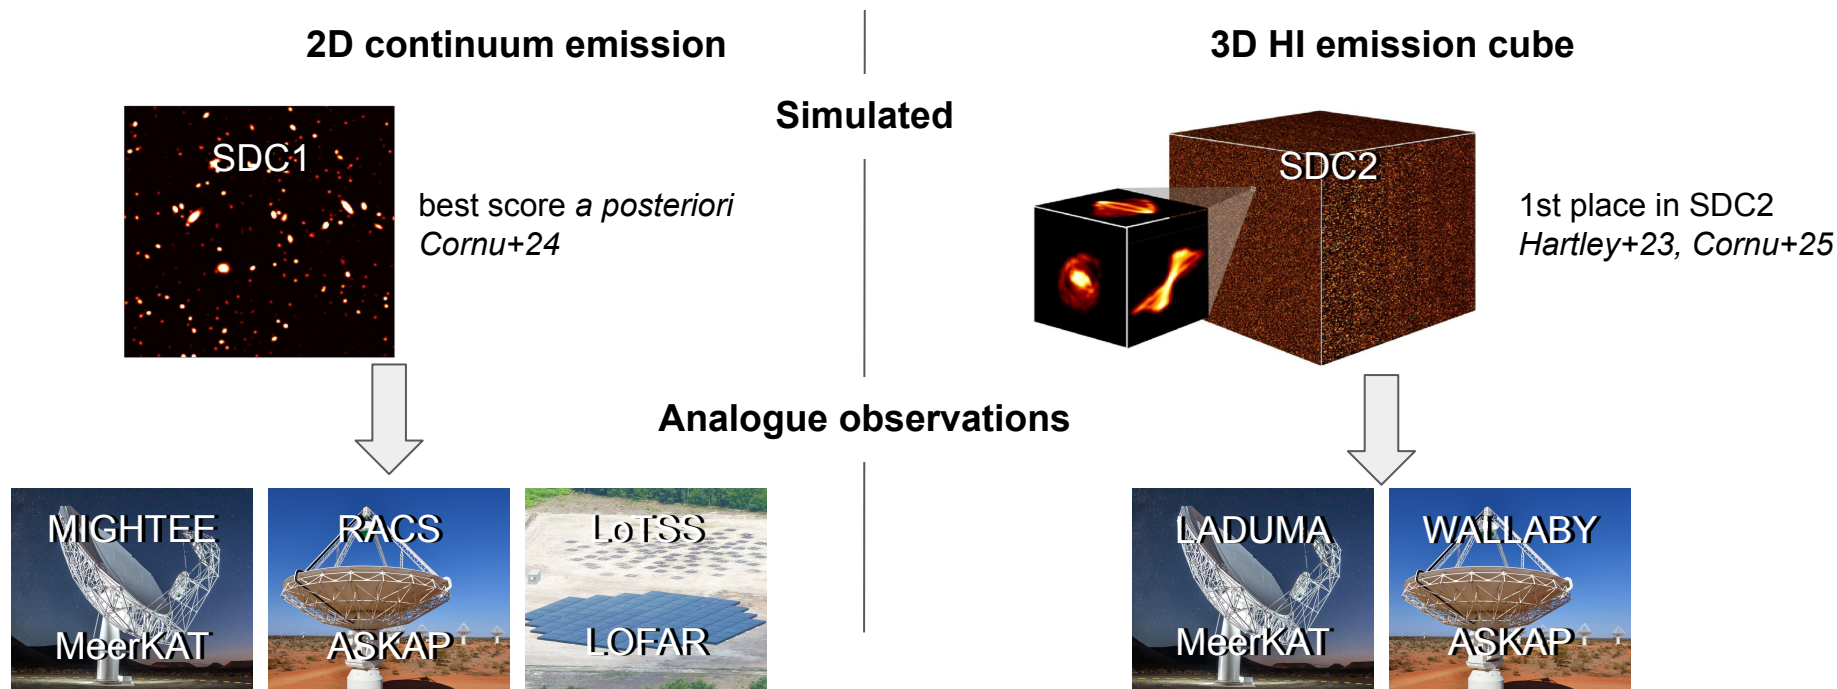 2D continuum emission
3D HI emission cube
Simulated
SDC1
best score a posteriori
Cornu+24
SDC2
1st place in SDC2
Hartley+23, Cornu+25
Analogue observations
MIGHTEE
MeerKAT
RACS
ASKAP
LoTSS
LOFAR
LADUMA
MeerKAT
WALLABY
ASKAP